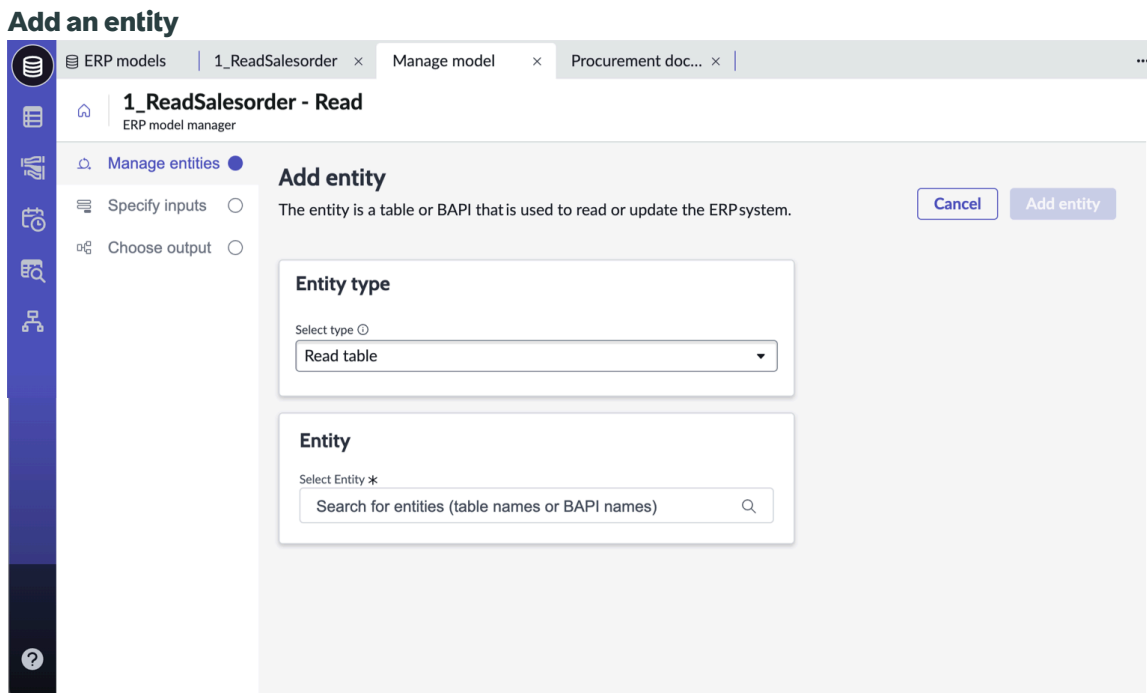 Add an entity
ERP models
1_ReadSalesorder ×
Manage model ×
Procurement doc... ×
...
1_ReadSalesorder - Read
ERP model manager
Manage entities
Specify inputs
Choose output
Add entity
The entity is a table or BAPI that is used to read or update the ERP system.
Cancel
Add entity
Entity type
Select type
Read table
Entity
Select Entity *
Search for entities (table names or BAPI names)
?